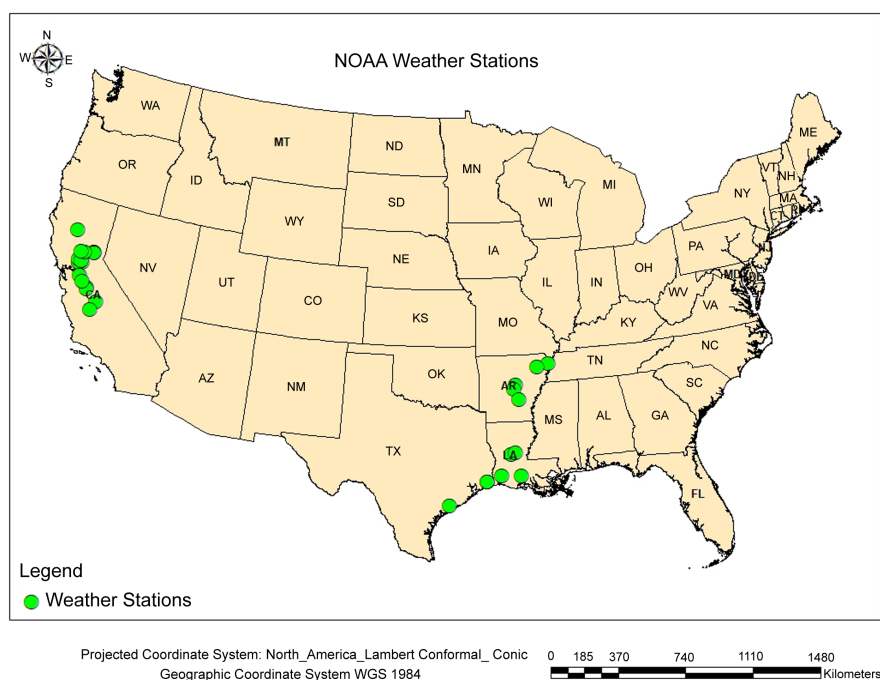 N
W E
S
NOAA Weather Stations
WA
MT
ND
MN
ME
OR
ID
SD
WI
MI
VT
NH
NY
MA
CT
RI
WY
IA
PA
NJ
NV
NE
IL
IN
OH
MD
DE
UT
CO
WV
VA
CA
KS
MO
KY
NC
AZ
NM
OK
AR
TN
SC
MS
AL
GA
TX
LA
FL
Legend
Weather Stations
Projected Coordinate System: North_America_Lambert Conformal_ Conic
Geographic Coordinate System WGS 1984
0 185 370 740 1110 1480
Kilometers